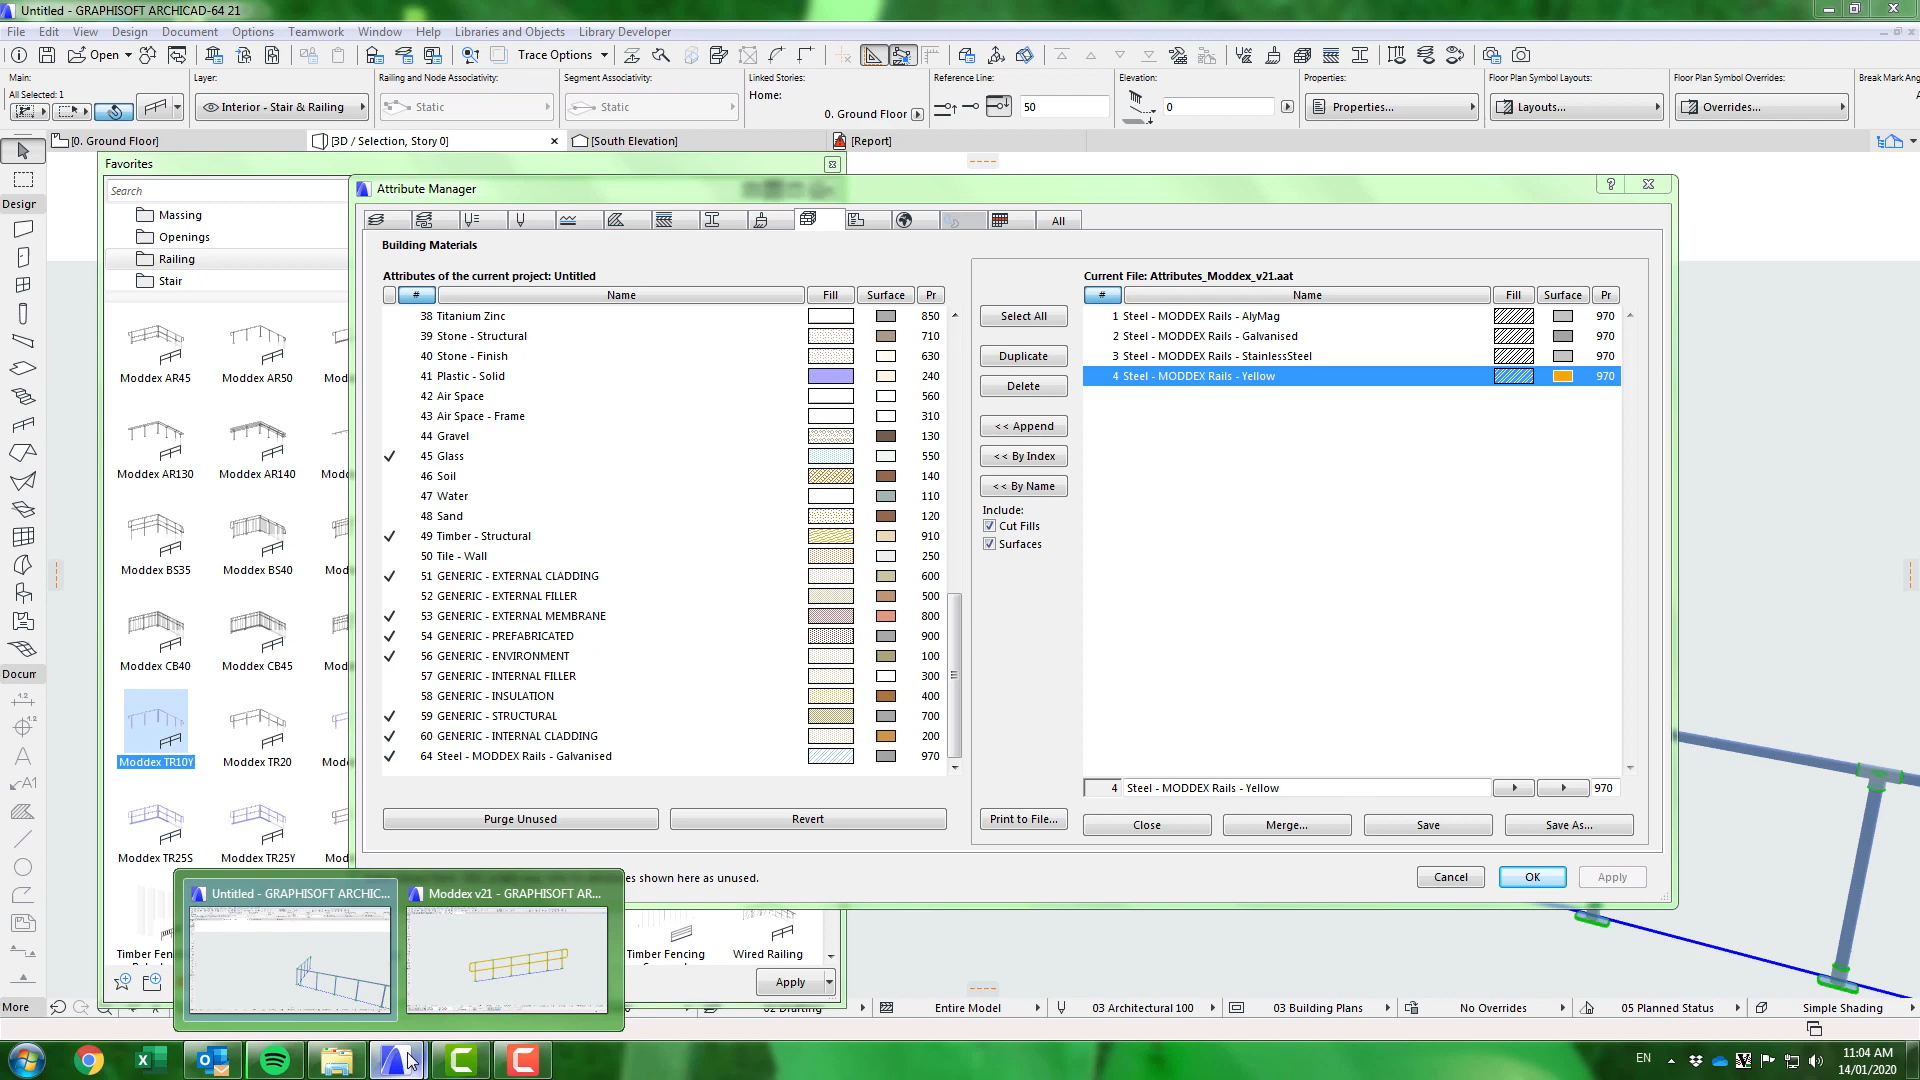 Untitled - GRAPHISOFT ARCHICAD-64 21
File Edit View Design Document Options Teamwork Window Help Libraries and Objects Library Developer
Open Trace Options
Main: Layer: Railing and Node Associativity: Segment Associativity: Linked Stories: Reference Line: Elevation: Properties: Floor Plan Symbol Layouts: Floor Plan Symbol Overrides: Break Mark Ang
All Selected: 1 Home:
Interior - Stair & Railing Static Static 50 0 Properties... Layouts... Overrides...
0. Ground Floor
[0. Ground Floor] [3D / Selection, Story 0] [South Elevation] [Report]
Favorites
Search
Massing
Openings
Railing
Stair
Design
Docum
More
Moddex AR45 Moddex AR50 Modd
Moddex AR130 Moddex AR140 Modd
Moddex BS35 Moddex BS40 Modd
Moddex CB40 Moddex CB45 Modd
Moddex TR10Y Moddex TR20 Modd
Moddex TR25S Moddex TR25Y Modd
Timber Fen Timber Fencing Wired Railing
Apply
Attribute Manager
All
Building Materials
Attributes of the current project: Untitled
# Name Fill Surface Pr
38 Titanium Zinc 850
39 Stone - Structural 710
40 Stone - Finish 630
41 Plastic - Solid 240
42 Air Space 560
43 Air Space - Frame 310
44 Gravel 130
45 Glass 550
46 Soil 140
47 Water 110
48 Sand 120
49 Timber - Structural 910
50 Tile - Wall 250
51 GENERIC - EXTERNAL CLADDING 600
52 GENERIC - EXTERNAL FILLER 500
53 GENERIC - EXTERNAL MEMBRANE 800
54 GENERIC - PREFABRICATED 900
56 GENERIC - ENVIRONMENT 100
57 GENERIC - INTERNAL FILLER 300
58 GENERIC - INSULATION 400
59 GENERIC - STRUCTURAL 700
60 GENERIC - INTERNAL CLADDING 200
64 Steel - MODDEX Rails - Galvanised 970
Purge Unused Revert
shown here as unused.
Select All
Duplicate
Delete
<< Append
<< By Index
<< By Name
Include:
Cut Fills
Surfaces
Print to File...
Current File: Attributes_Moddex_v21.aat
# Name Fill Surface Pr
1 Steel - MODDEX Rails - AlyMag 970
2 Steel - MODDEX Rails - Galvanised 970
3 Steel - MODDEX Rails - StainlessSteel 970
4 Steel - MODDEX Rails - Yellow 970
4 Steel - MODDEX Rails - Yellow 970
Close Merge... Save Save As...
Cancel OK Apply
Untitled - GRAPHISOFT ARCHIC... Moddex v21 - GRAPHISOFT AR...
Entire Model 03 Architectural 100 03 Building Plans No Overrides 05 Planned Status Simple Shading
EN 11:04 AM
14/01/2020